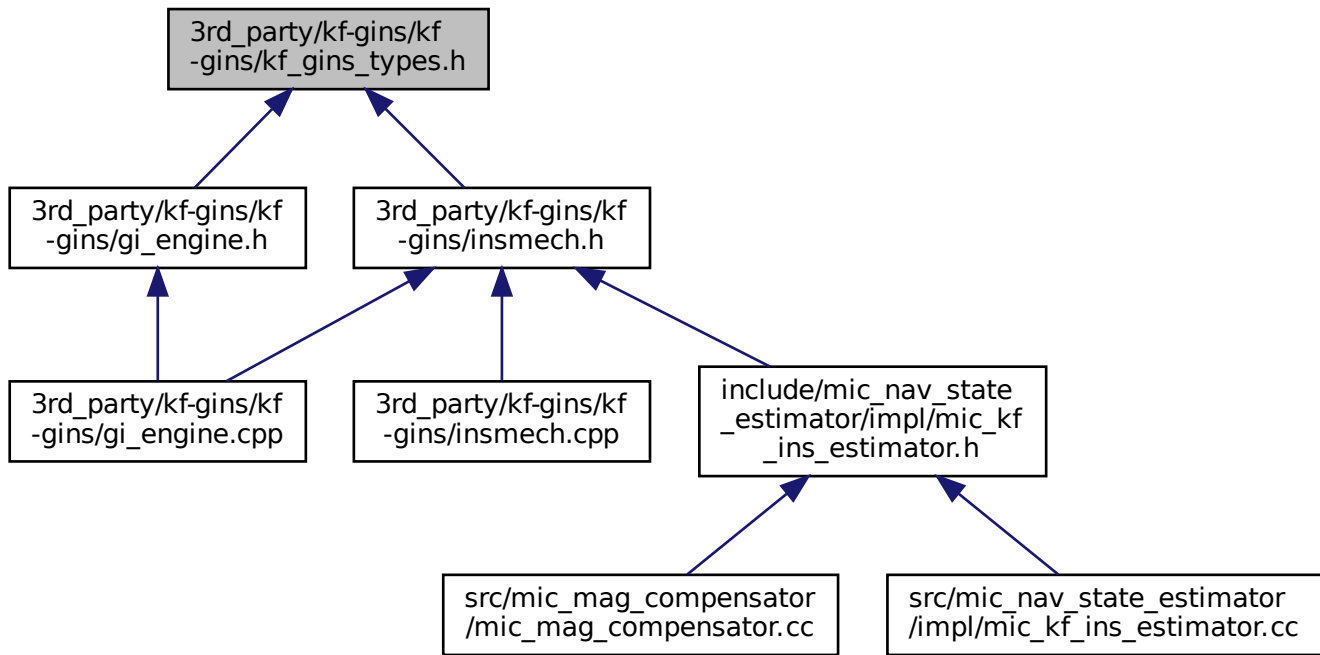 3rd_party/kf-gins/kf
-gins/kf_gins_types.h
3rd_party/kf-gins/kf
-gins/gi_engine.h
3rd_party/kf-gins/kf
-gins/insmech.h
3rd_party/kf-gins/kf
-gins/gi_engine.cpp
3rd_party/kf-gins/kf
-gins/insmech.cpp
include/mic_nav_state
_estimator/impl/mic_kf
_ins_estimator.h
src/mic_mag_compensator
/mic_mag_compensator.cc
src/mic_nav_state_estimator
/impl/mic_kf_ins_estimator.cc